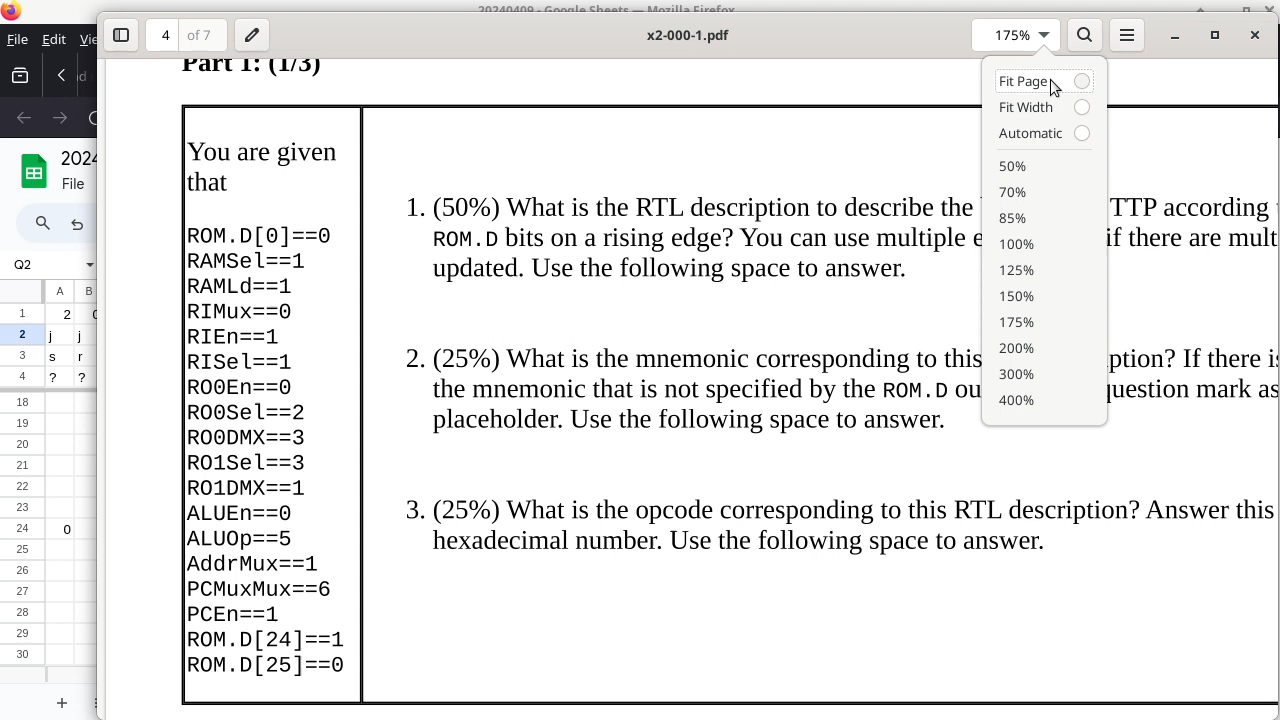 20240409 - Google Sheets — Mozilla Firefox
File Edit
4 of 7
x2-000-1.pdf
175%
Part 1: (1/3)
Fit Page
Fit Width
Automatic
50%
70%
85%
100%
125%
150%
175%
200%
300%
400%
You are given
that
ROM.D[0]==0
RAMSel==1
RAMLd==1
RIMux==0
RIEn==1
RISel==1
RO0En==0
RO0Sel==2
RO0DMX==3
RO1Sel==3
RO1DMX==1
ALUEn==0
ALUOp==5
AddrMux==1
PCMuxMux==6
PCEn==1
ROM.D[24]==1
ROM.D[25]==0
1. (50%) What is the RTL description to describe the TTP according
ROM.D bits on a rising edge? You can use multiple if there are mult
updated. Use the following space to answer.
2. (25%) What is the mnemonic corresponding to this ption? If there is
the mnemonic that is not specified by the ROM.D ou question mark as
placeholder. Use the following space to answer.
3. (25%) What is the opcode corresponding to this RTL description? Answer this
hexadecimal number. Use the following space to answer.
2024
File
Q2
A B
1 2 0
2 j j
3 s r
4 ? ?
18
19
20
21
22
23
24 0
25
26
27
28
29
30